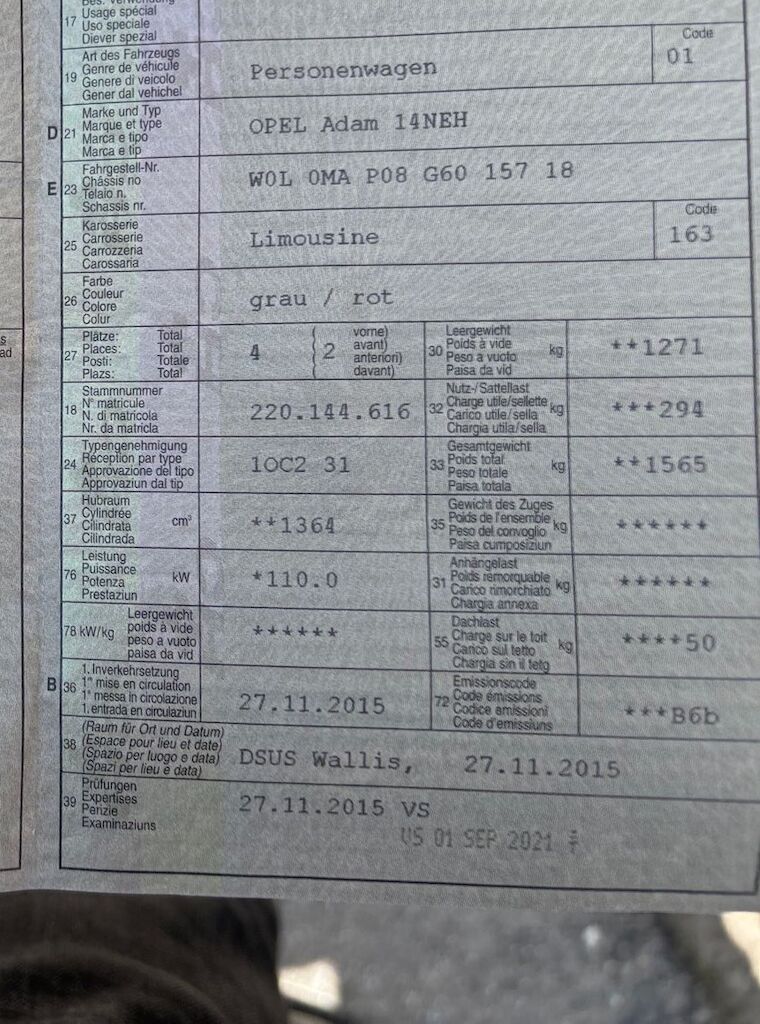 17 Usage spécial
Uso speciale
Diever spezial
19 Art des Fahrzeugs
Genre de véhicule
Genere di veicolo
Gener dal vehichel
Personenwagen
Code
01
D 21 Marke und Typ
Marque et type
Marca e tipo
Marca e tip
OPEL Adam 14NEH
E 23 Fahrgestell-Nr.
Châssis no
Telaio n.
Schassis nr.
W0L 0MA P08 G60 157 18
25 Karosserie
Carrosserie
Carrozzeria
Carossaria
Limousine
Code
163
26 Farbe
Couleur
Colore
Colur
grau / rot
27 Plätze: Total
Places: Total
Posti: Totale
Plazs: Total
4
( 2 vorne)
avant)
anteriori)
davant)
30 Leergewicht
Poids à vide
Peso a vuoto
Paisa da vid
kg
**1271
18 Stammnummer
N° matricule
N. di matricola
Nr. da matricla
220.144.616
32 Nutz-/Sattellast
Charge utile/sellette
Carico utile/sella
Chargia utila/sella
kg
***294
24 Typengenehmigung
Réception par type
Approvazione del tipo
Approvaziun dal tip
1OC2 31
33 Gesamtgewicht
Poids total
Peso totale
Paisa totala
kg
**1565
37 Hubraum
Cylindrée
Cilindrata
Cilindrada
cm³
**1364
35 Gewicht des Zuges
Poids de l'ensemble
Peso del convoglio
Paisa cumposiziun
kg
******
76 Leistung
Puissance
Potenza
Prestaziun
kW
*110.0
31 Anhängelast
Poids remorquable
Carico rimorchiato
Chargia annexa
kg
******
78 kW/kg
Leergewicht
poids à vide
peso a vuoto
paisa da vid
******
55 Dachlast
Charge sur le toit
Carico sul tetto
Chargia sin il tetg
kg
****50
B 36 1. Inverkehrsetzung
1re mise en circulation
1a messa in circolazione
1. entrada en circulaziun
27.11.2015
72 Emissionscode
Code émissions
Codice emissioni
Code d'emissiuns
***B6b
38 (Raum für Ort und Datum)
(Espace pour lieu et date)
(Spazio per luogo e data)
(Spazi per lieu e data)
DSUS Wallis, 27.11.2015
39 Prüfungen
Expertises
Perizie
Examinaziuns
27.11.2015 VS
VS 01 SEP 2021